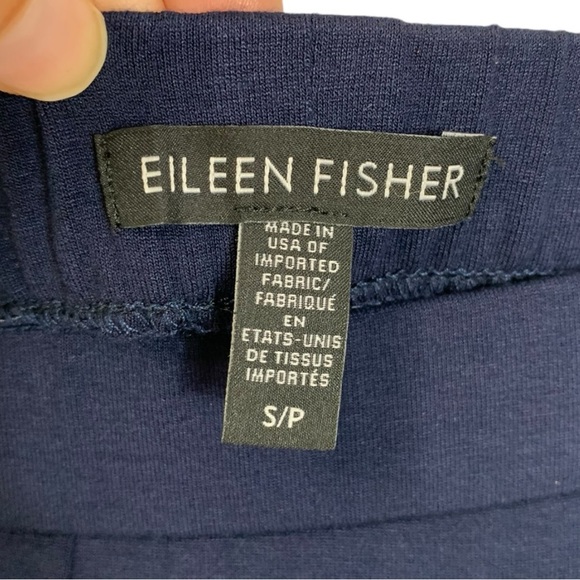 EILEEN FISHER
MADE IN
USA OF
IMPORTED
FABRIC/
FABRIQUÉ
EN
ETATS-UNIS
DE TISSUS
IMPORTÉS
S/P